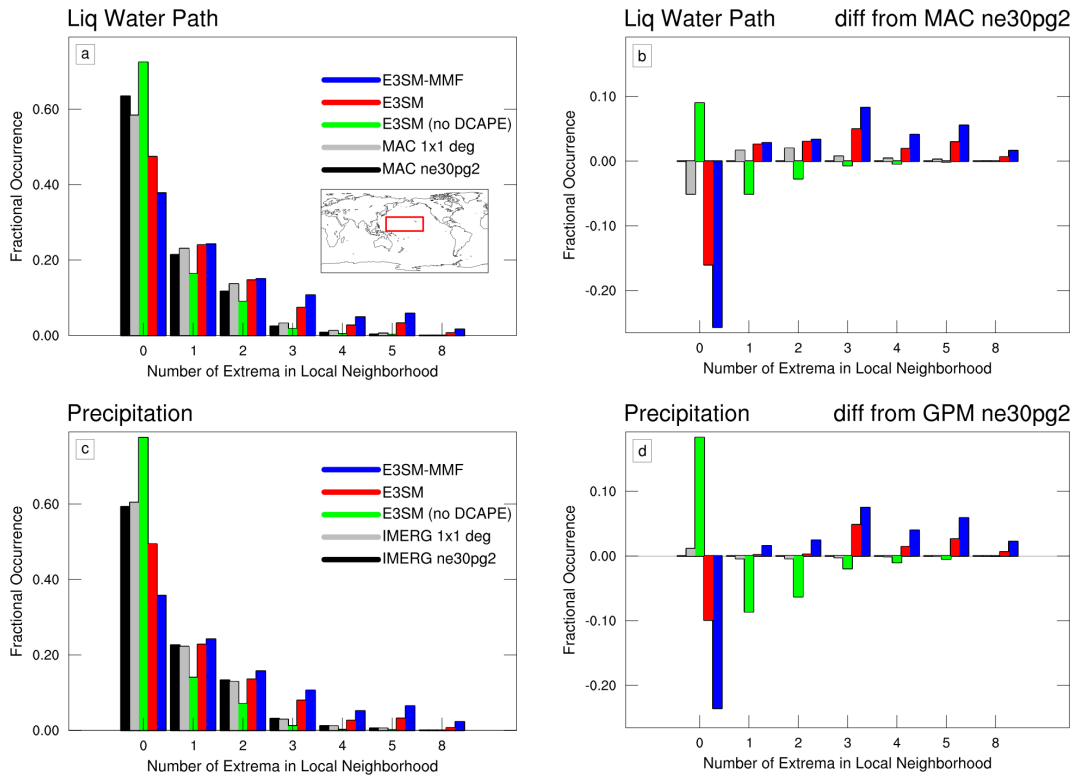 Liq Water Path
a
Fractional Occurrence
0.60
0.40
0.20
0.00
E3SM-MMF
E3SM
E3SM (no DCAPE)
MAC 1x1 deg
MAC ne30pg2
0 1 2 3 4 5 8
Number of Extrema in Local Neighborhood
Liq Water Path diff from MAC ne30pg2
b
Fractional Occurrence
0.10
0.00
-0.10
-0.20
0 1 2 3 4 5 8
Number of Extrema in Local Neighborhood
Precipitation
c
Fractional Occurrence
0.60
0.40
0.20
0.00
E3SM-MMF
E3SM
E3SM (no DCAPE)
IMERG 1x1 deg
IMERG ne30pg2
0 1 2 3 4 5 8
Number of Extrema in Local Neighborhood
Precipitation diff from GPM ne30pg2
d
Fractional Occurrence
0.10
0.00
-0.10
-0.20
0 1 2 3 4 5 8
Number of Extrema in Local Neighborhood